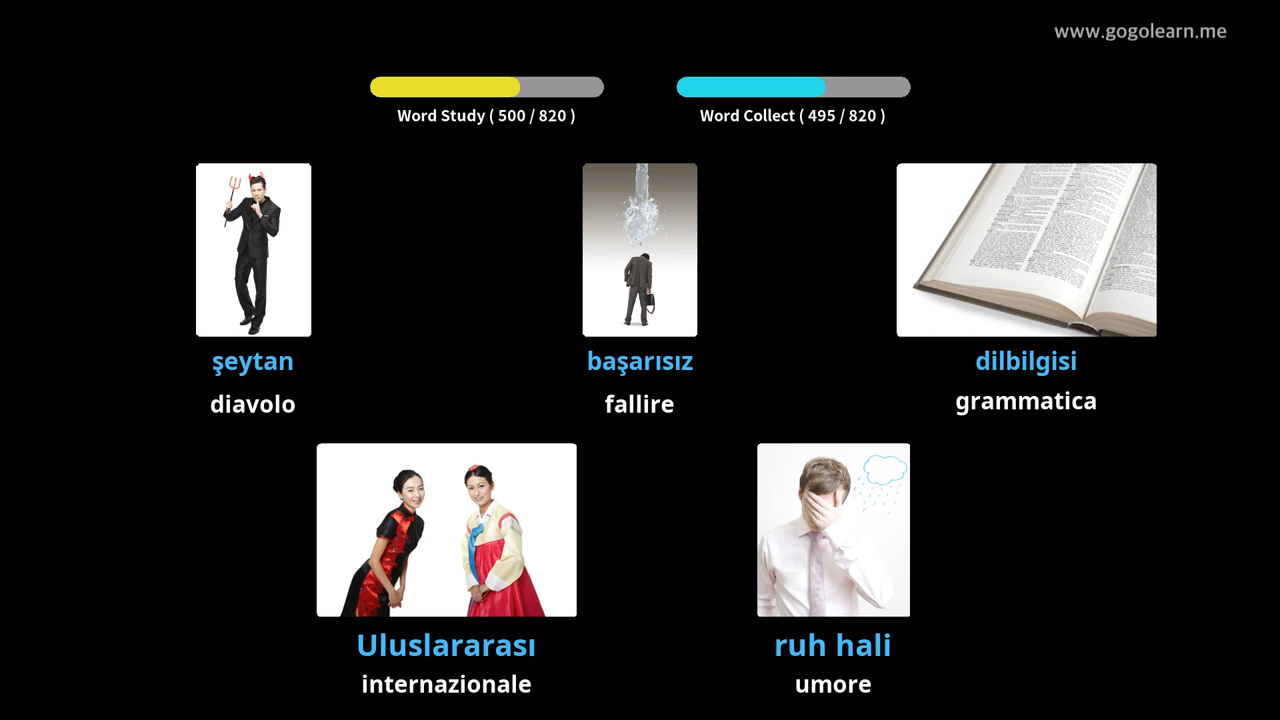 www.gogolearn.me
Word Study ( 500 / 820 )
Word Collect ( 495 / 820 )
şeytan
diavolo
başarısız
fallire
dilbilgisi
grammatica
Uluslararası
internazionale
ruh hali
umore